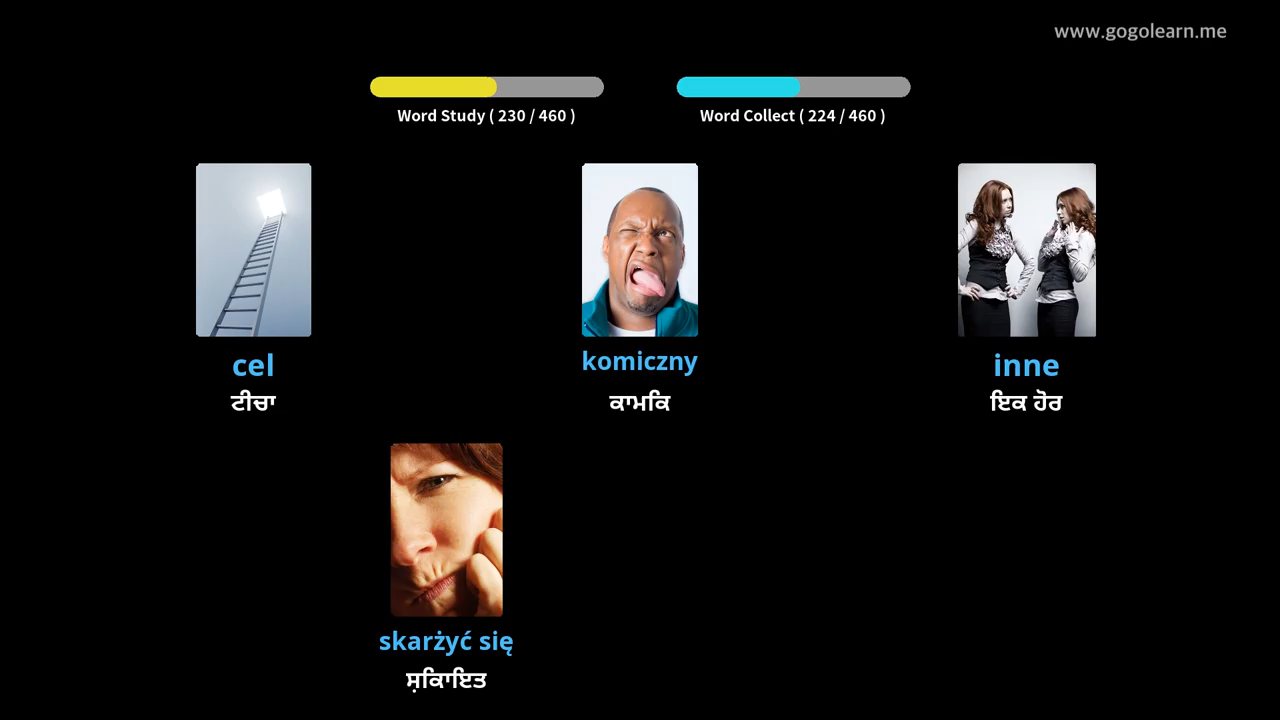 www.gogolearn.me
Word Study ( 230 / 460 )
Word Collect ( 224 / 460 )
cel
ਟੀਚਾ
komiczny
ਕਾਮਕਿ
inne
ਇਕ ਹੋਰ
skarżyć się
ਸ਼ਕਿਾਇਤ